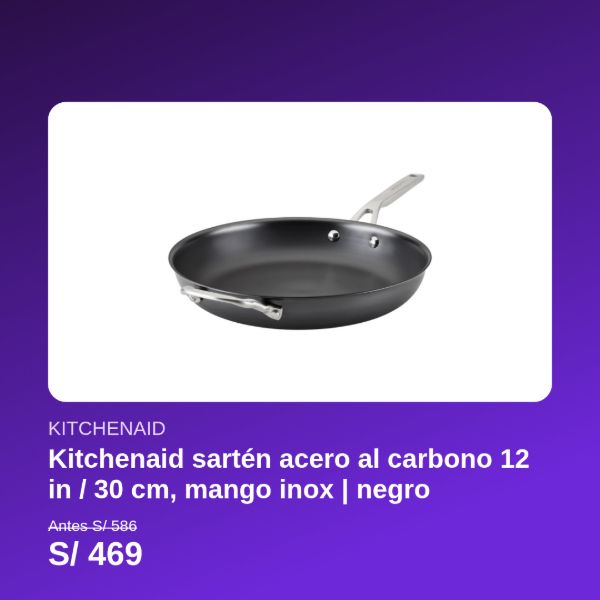 KITCHENAID
Kitchenaid sartén acero al carbono 12
in / 30 cm, mango inox | negro
Antes S/ 586
S/ 469